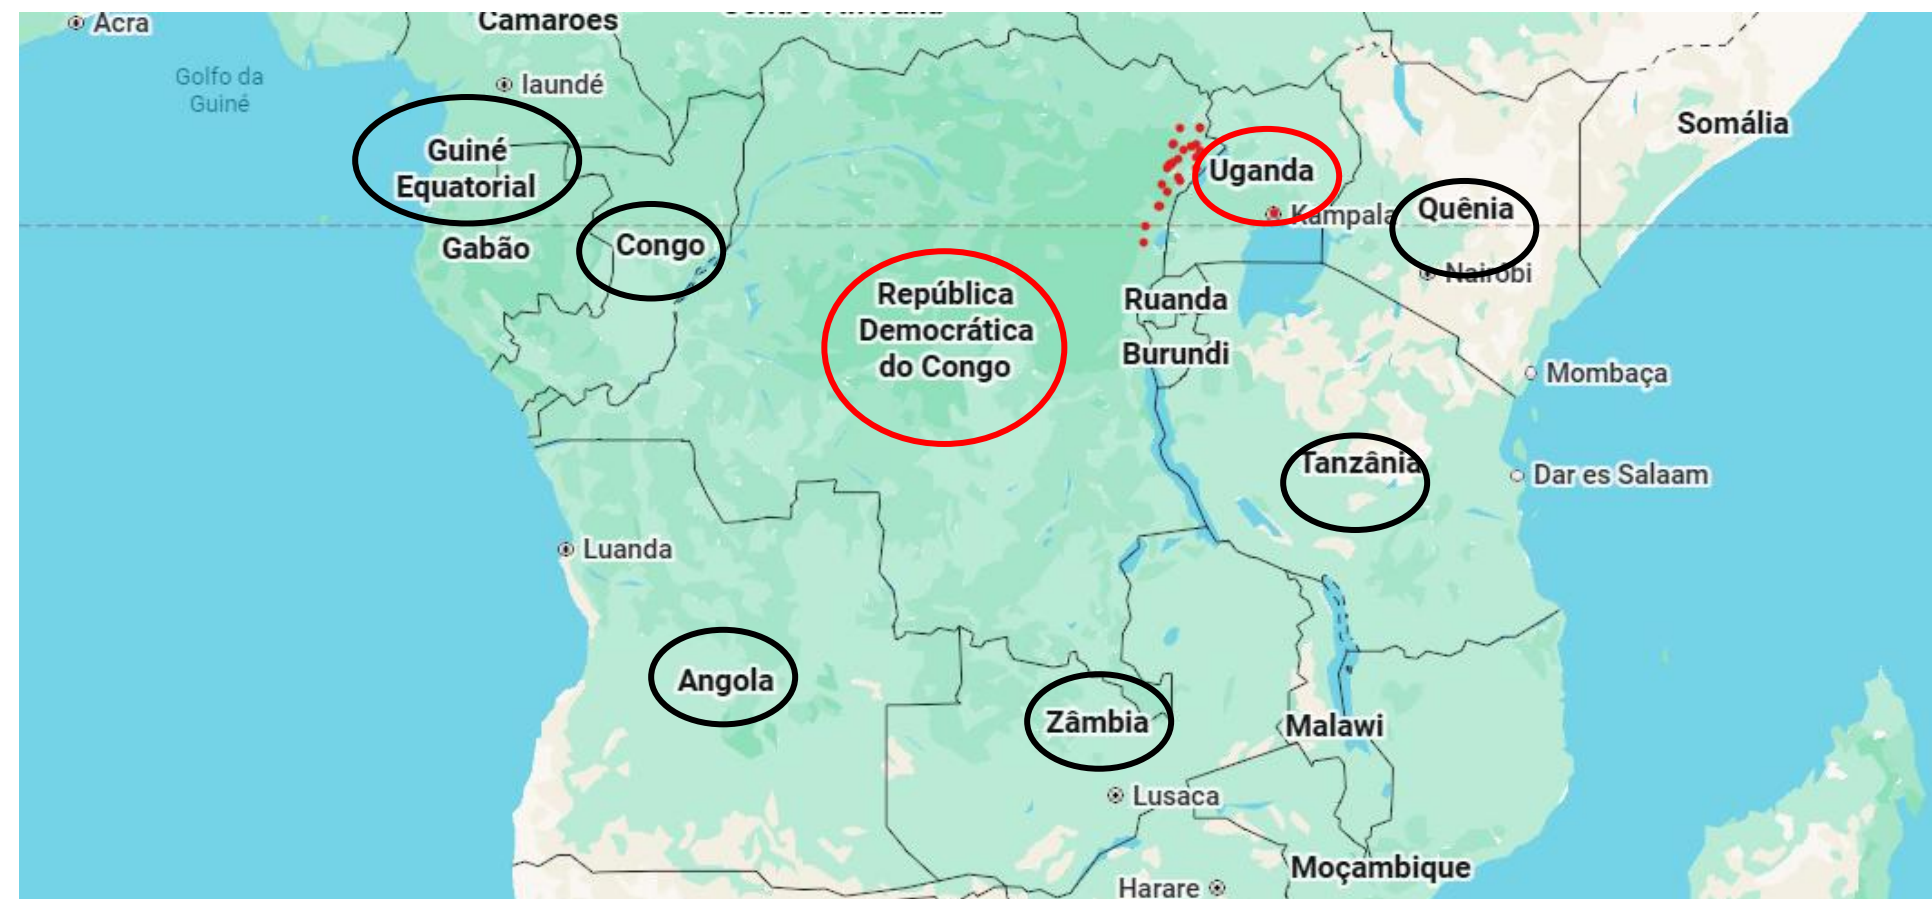 Acra
Camarões
Golfo da
Guiné
Iaundé
Somália
Guiné
Equatorial
Uganda
Kampala
Quênia
Gabão
Congo
Nairóbi
República
Democrática
do Congo
Ruanda
Burundi
Mombaça
Tanzânia
Dar es Salaam
Luanda
Angola
Zâmbia
Malawi
Lusaca
Moçambique
Harare